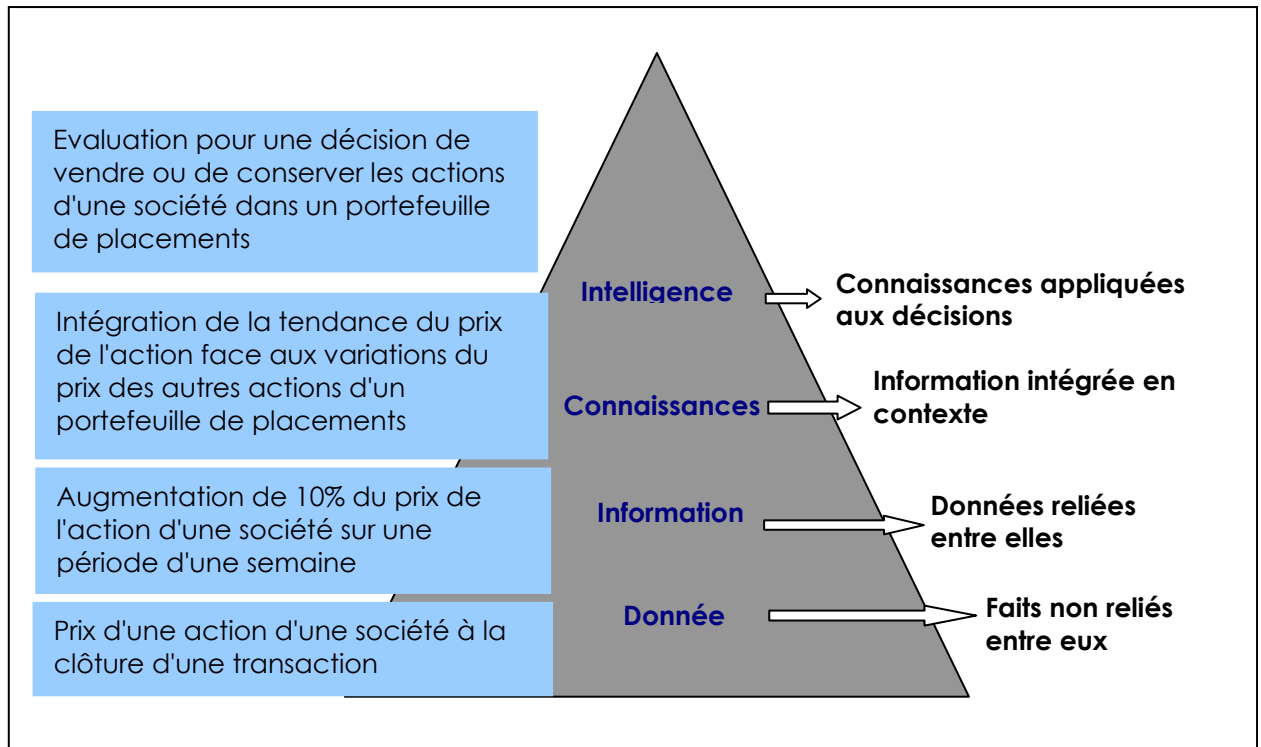 Evaluation pour une décision de
vendre ou de conserver les actions
d'une société dans un portefeuille
de placements
Intelligence
Connaissances appliquées
aux décisions
Intégration de la tendance du prix
de l'action face aux variations du
prix des autres actions d'un
portefeuille de placements
Connaissances
Information intégrée en
contexte
Augmentation de 10% du prix de
l'action d'une société sur une
période d'une semaine
Information
Données reliées
entre elles
Prix d'une action d'une société à la
clôture d'une transaction
Donnée
Faits non reliés
entre eux